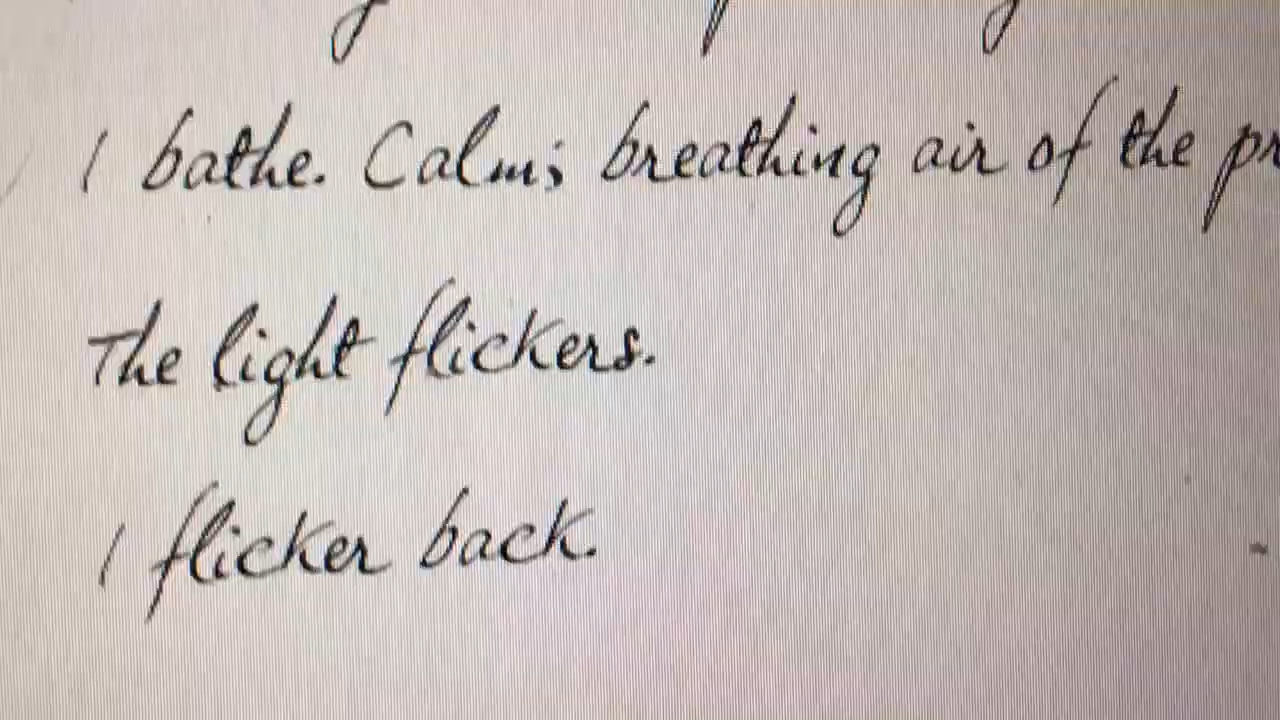 I bathe. Calm; breathing air of the
The light flickers.
I flicker back.